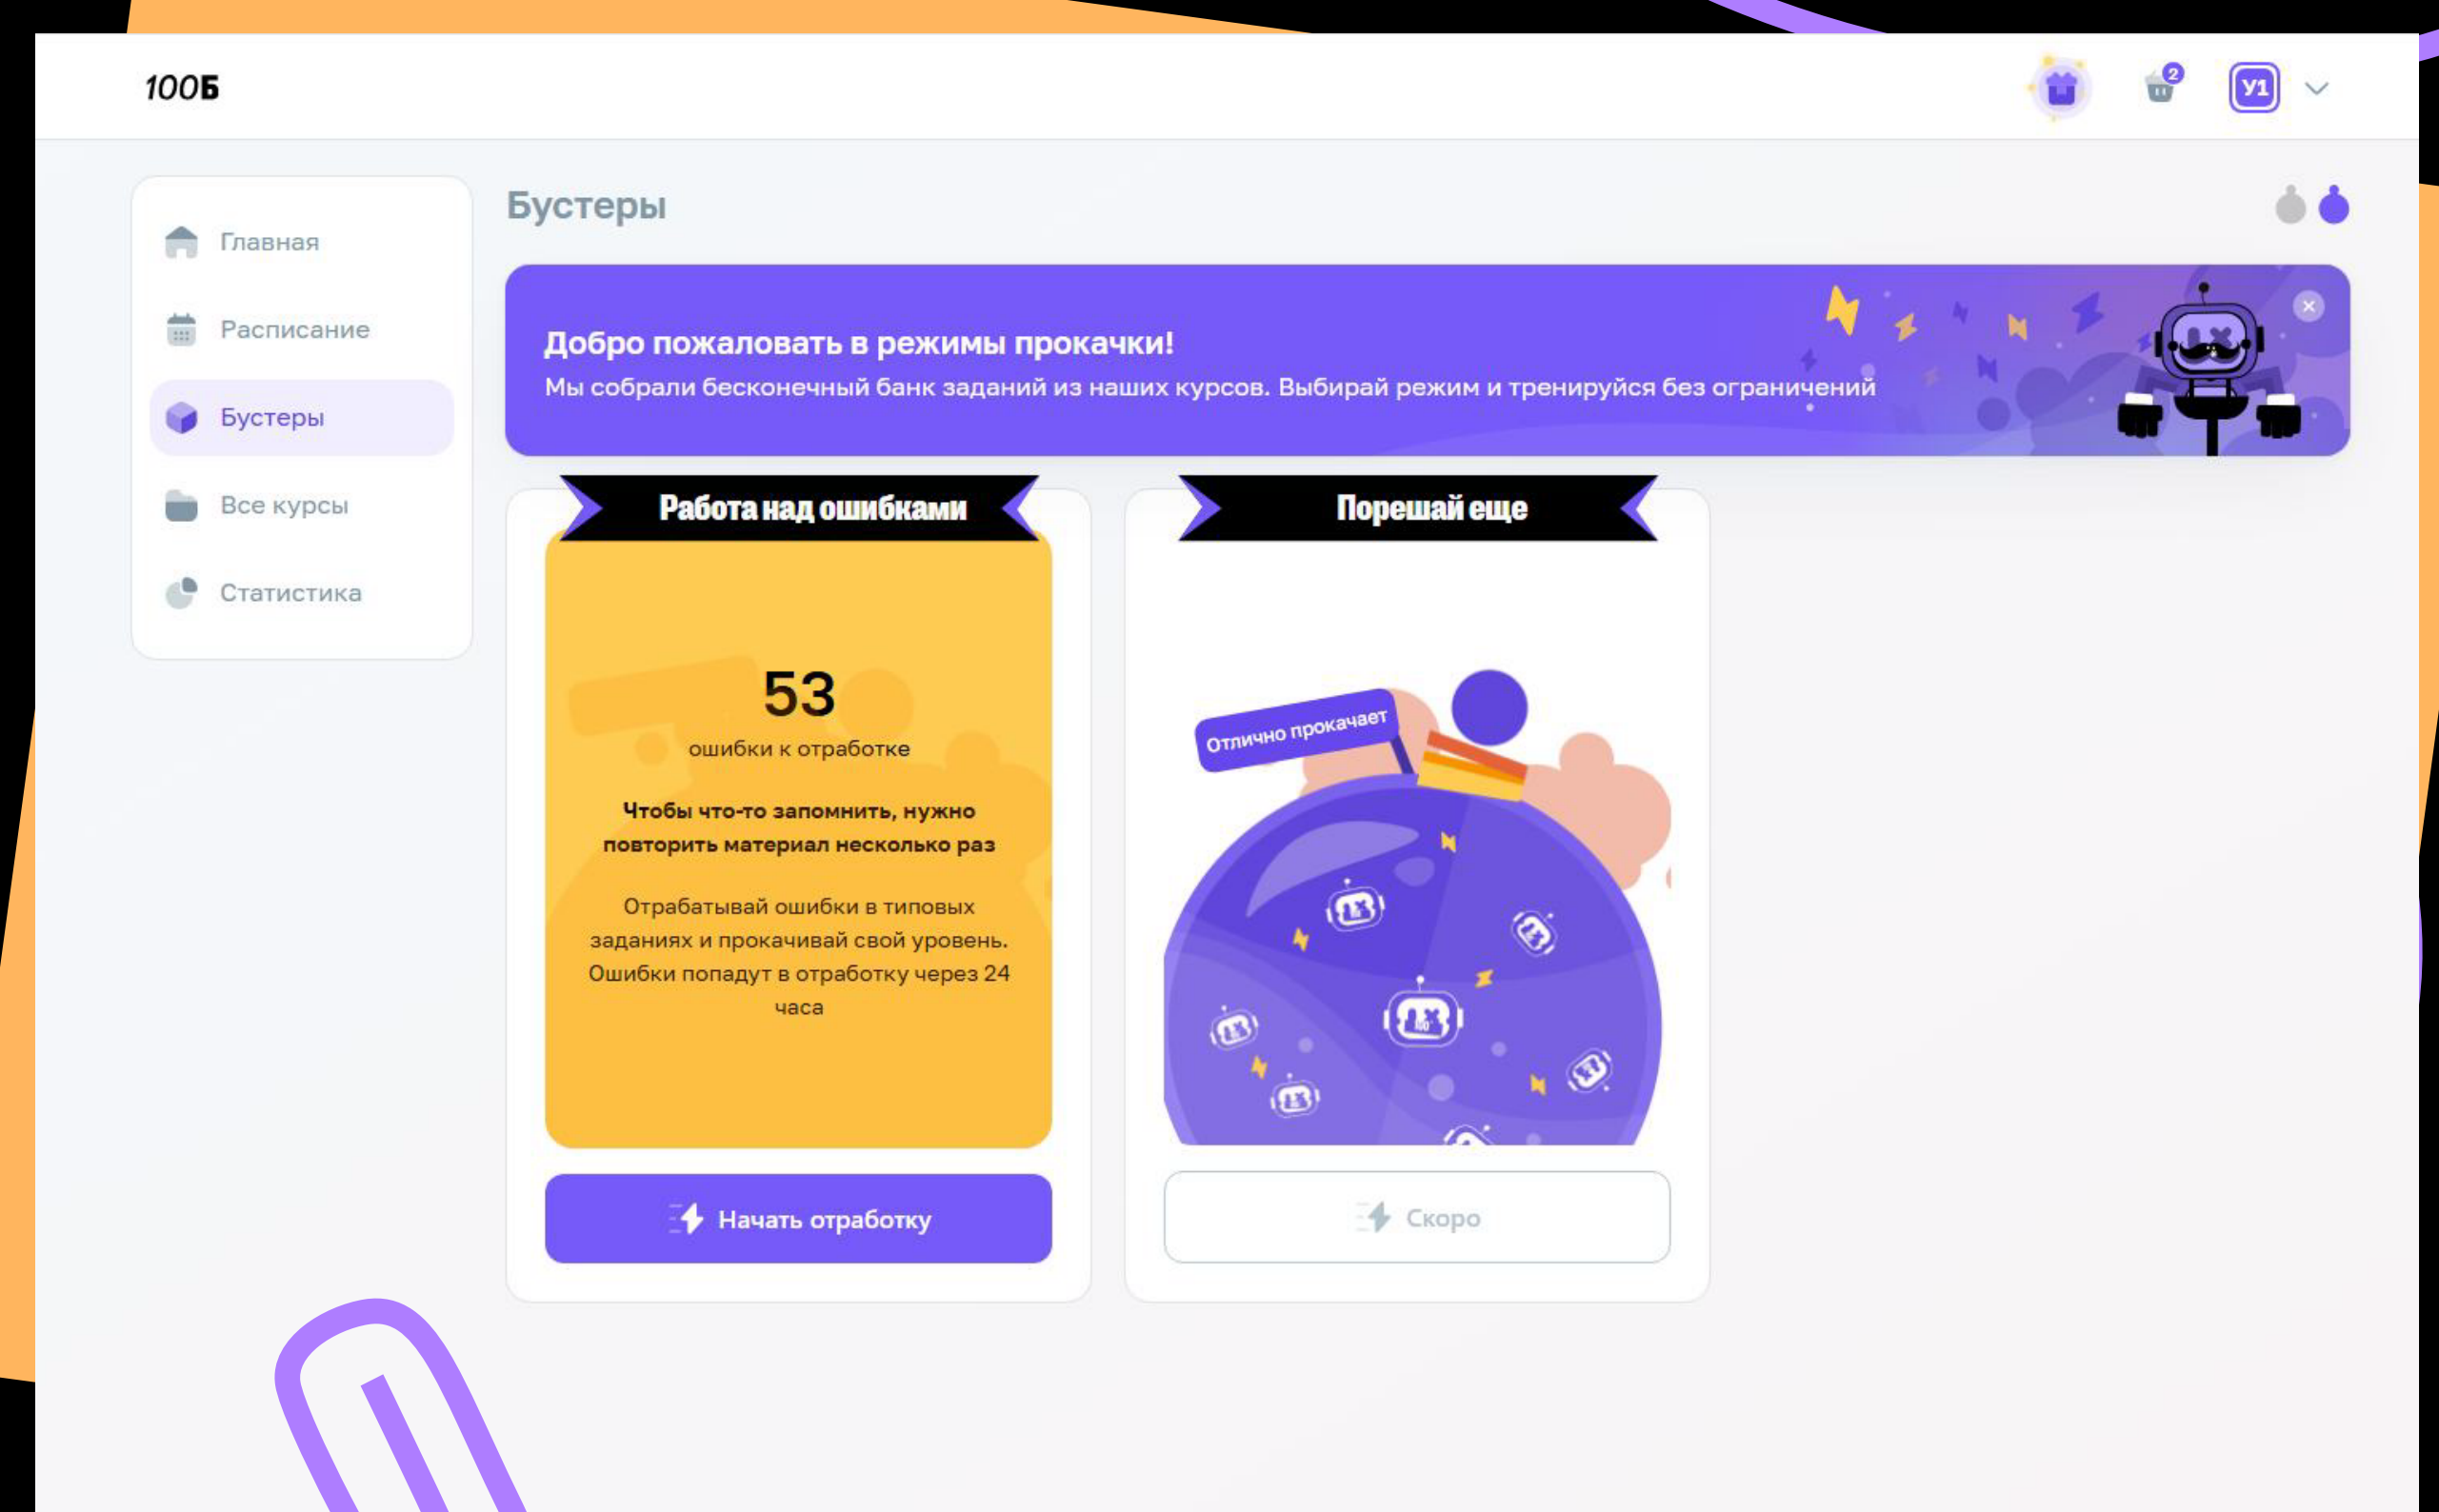 100Б
2
У1
Главная
Расписание
Бустеры
Все курсы
Статистика
Бустеры
Добро пожаловать в режимы прокачки!
Мы собрали бесконечный банк заданий из наших курсов. Выбирай режим и тренируйся без ограничений
Работа над ошибками
53
ошибки к отработке
Чтобы что-то запомнить, нужно
повторить материал несколько раз
Отрабатывай ошибки в типовых
заданиях и прокачивай свой уровень.
Ошибки попадут в отработку через 24
часа
Начать отработку
Порешай еще
Отлично прокачает
Скоро